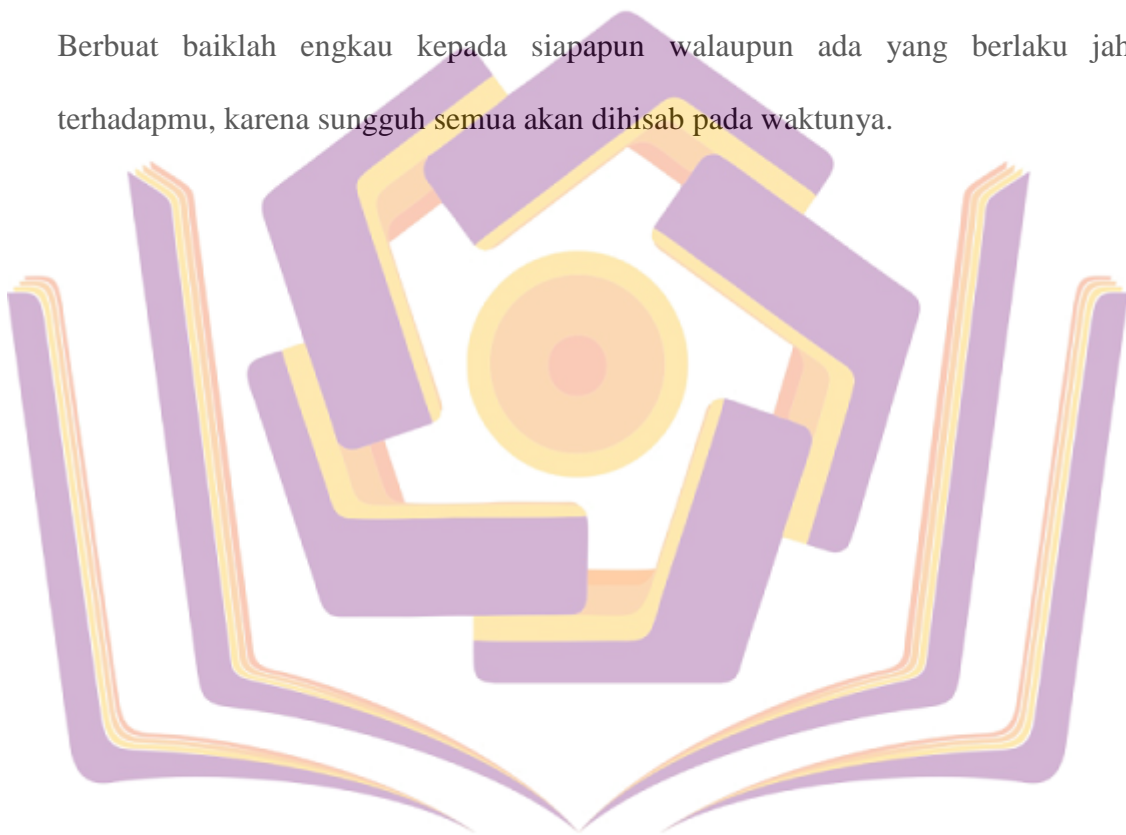 Berbuat baiklah engkau kepada siapapun walaupun ada yang berlaku jah
terhadapmu, karena sungguh semua akan dihisab pada waktunya.